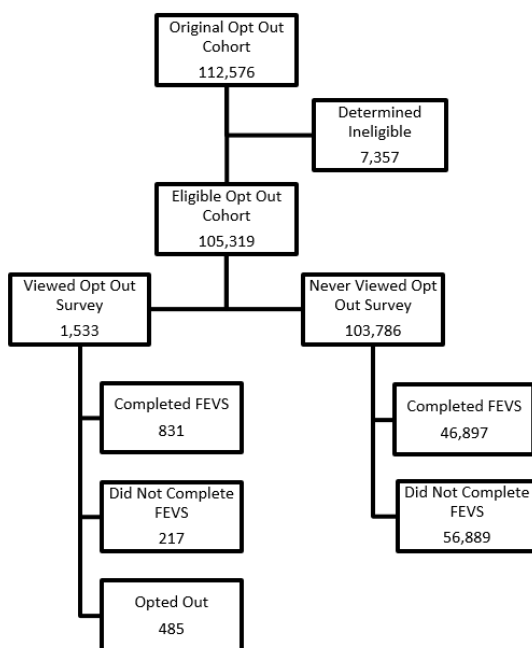 Original Opt Out
Cohort
112,576
Determined
Ineligible
7,357
Eligible Opt Out
Cohort
105,319
Viewed Opt Out
Survey
1,533
Never Viewed Opt
Out Survey
103,786
Completed FEVS
831
Completed FEVS
46,897
Did Not Complete
FEVS
217
Did Not Complete
FEVS
56,889
Opted Out
485